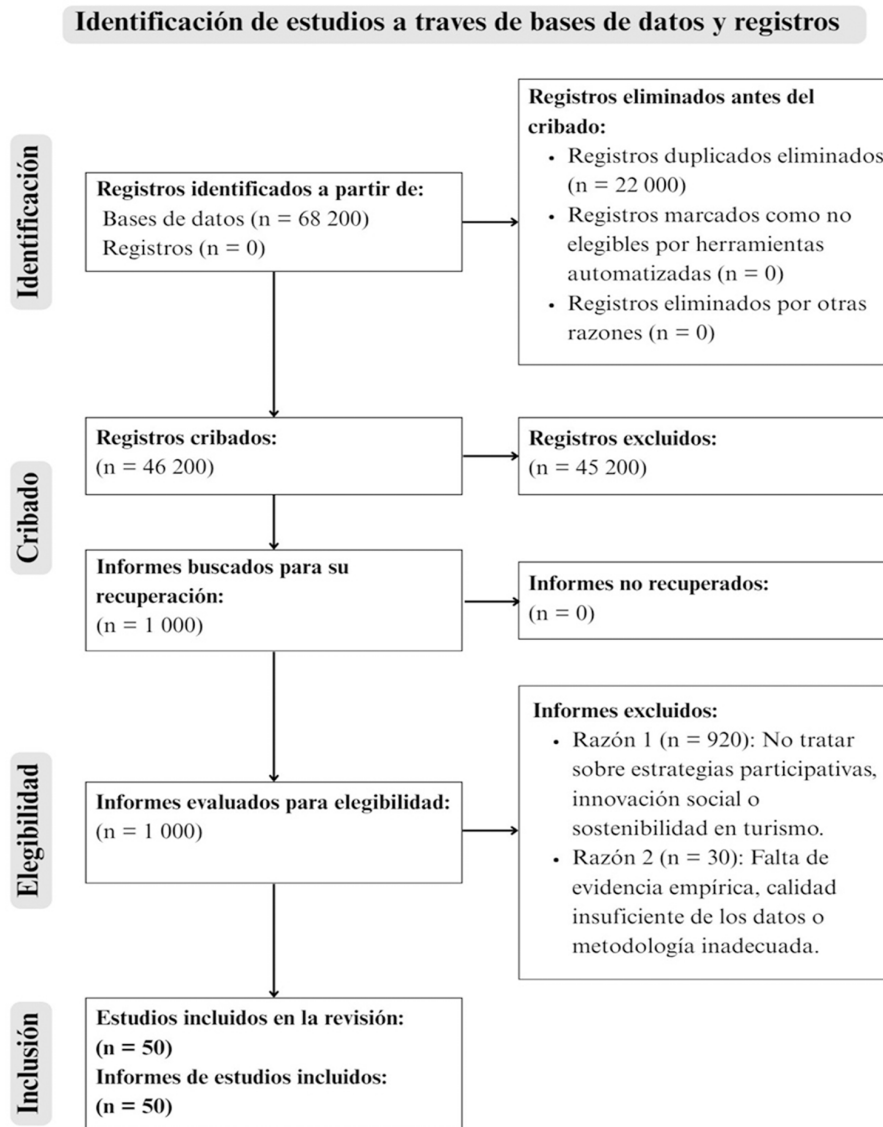 Identificación de estudios a traves de bases de datos y registros
Identificación
Registros identificados a partir de:
Bases de datos (n = 68 200)
Registros (n = 0)
Registros eliminados antes del
cribado:
• Registros duplicados eliminados
(n = 22 000)
• Registros marcados como no
elegibles por herramientas
automatizadas (n = 0)
• Registros eliminados por otras
razones (n = 0)
Cribado
Registros cribados:
(n = 46 200)
Registros excluidos:
(n = 45 200)
Informes buscados para su
recuperación:
(n = 1 000)
Informes no recuperados:
(n = 0)
Elegibilidad
Informes evaluados para elegibilidad:
(n = 1 000)
Informes excluidos:
• Razón 1 (n = 920): No tratar
sobre estrategias participativas,
innovación social o
sostenibilidad en turismo.
• Razón 2 (n = 30): Falta de
evidencia empírica, calidad
insuficiente de los datos o
metodología inadecuada.
Inclusión
Estudios incluidos en la revisión:
(n = 50)
Informes de estudios incluidos:
(n = 50)